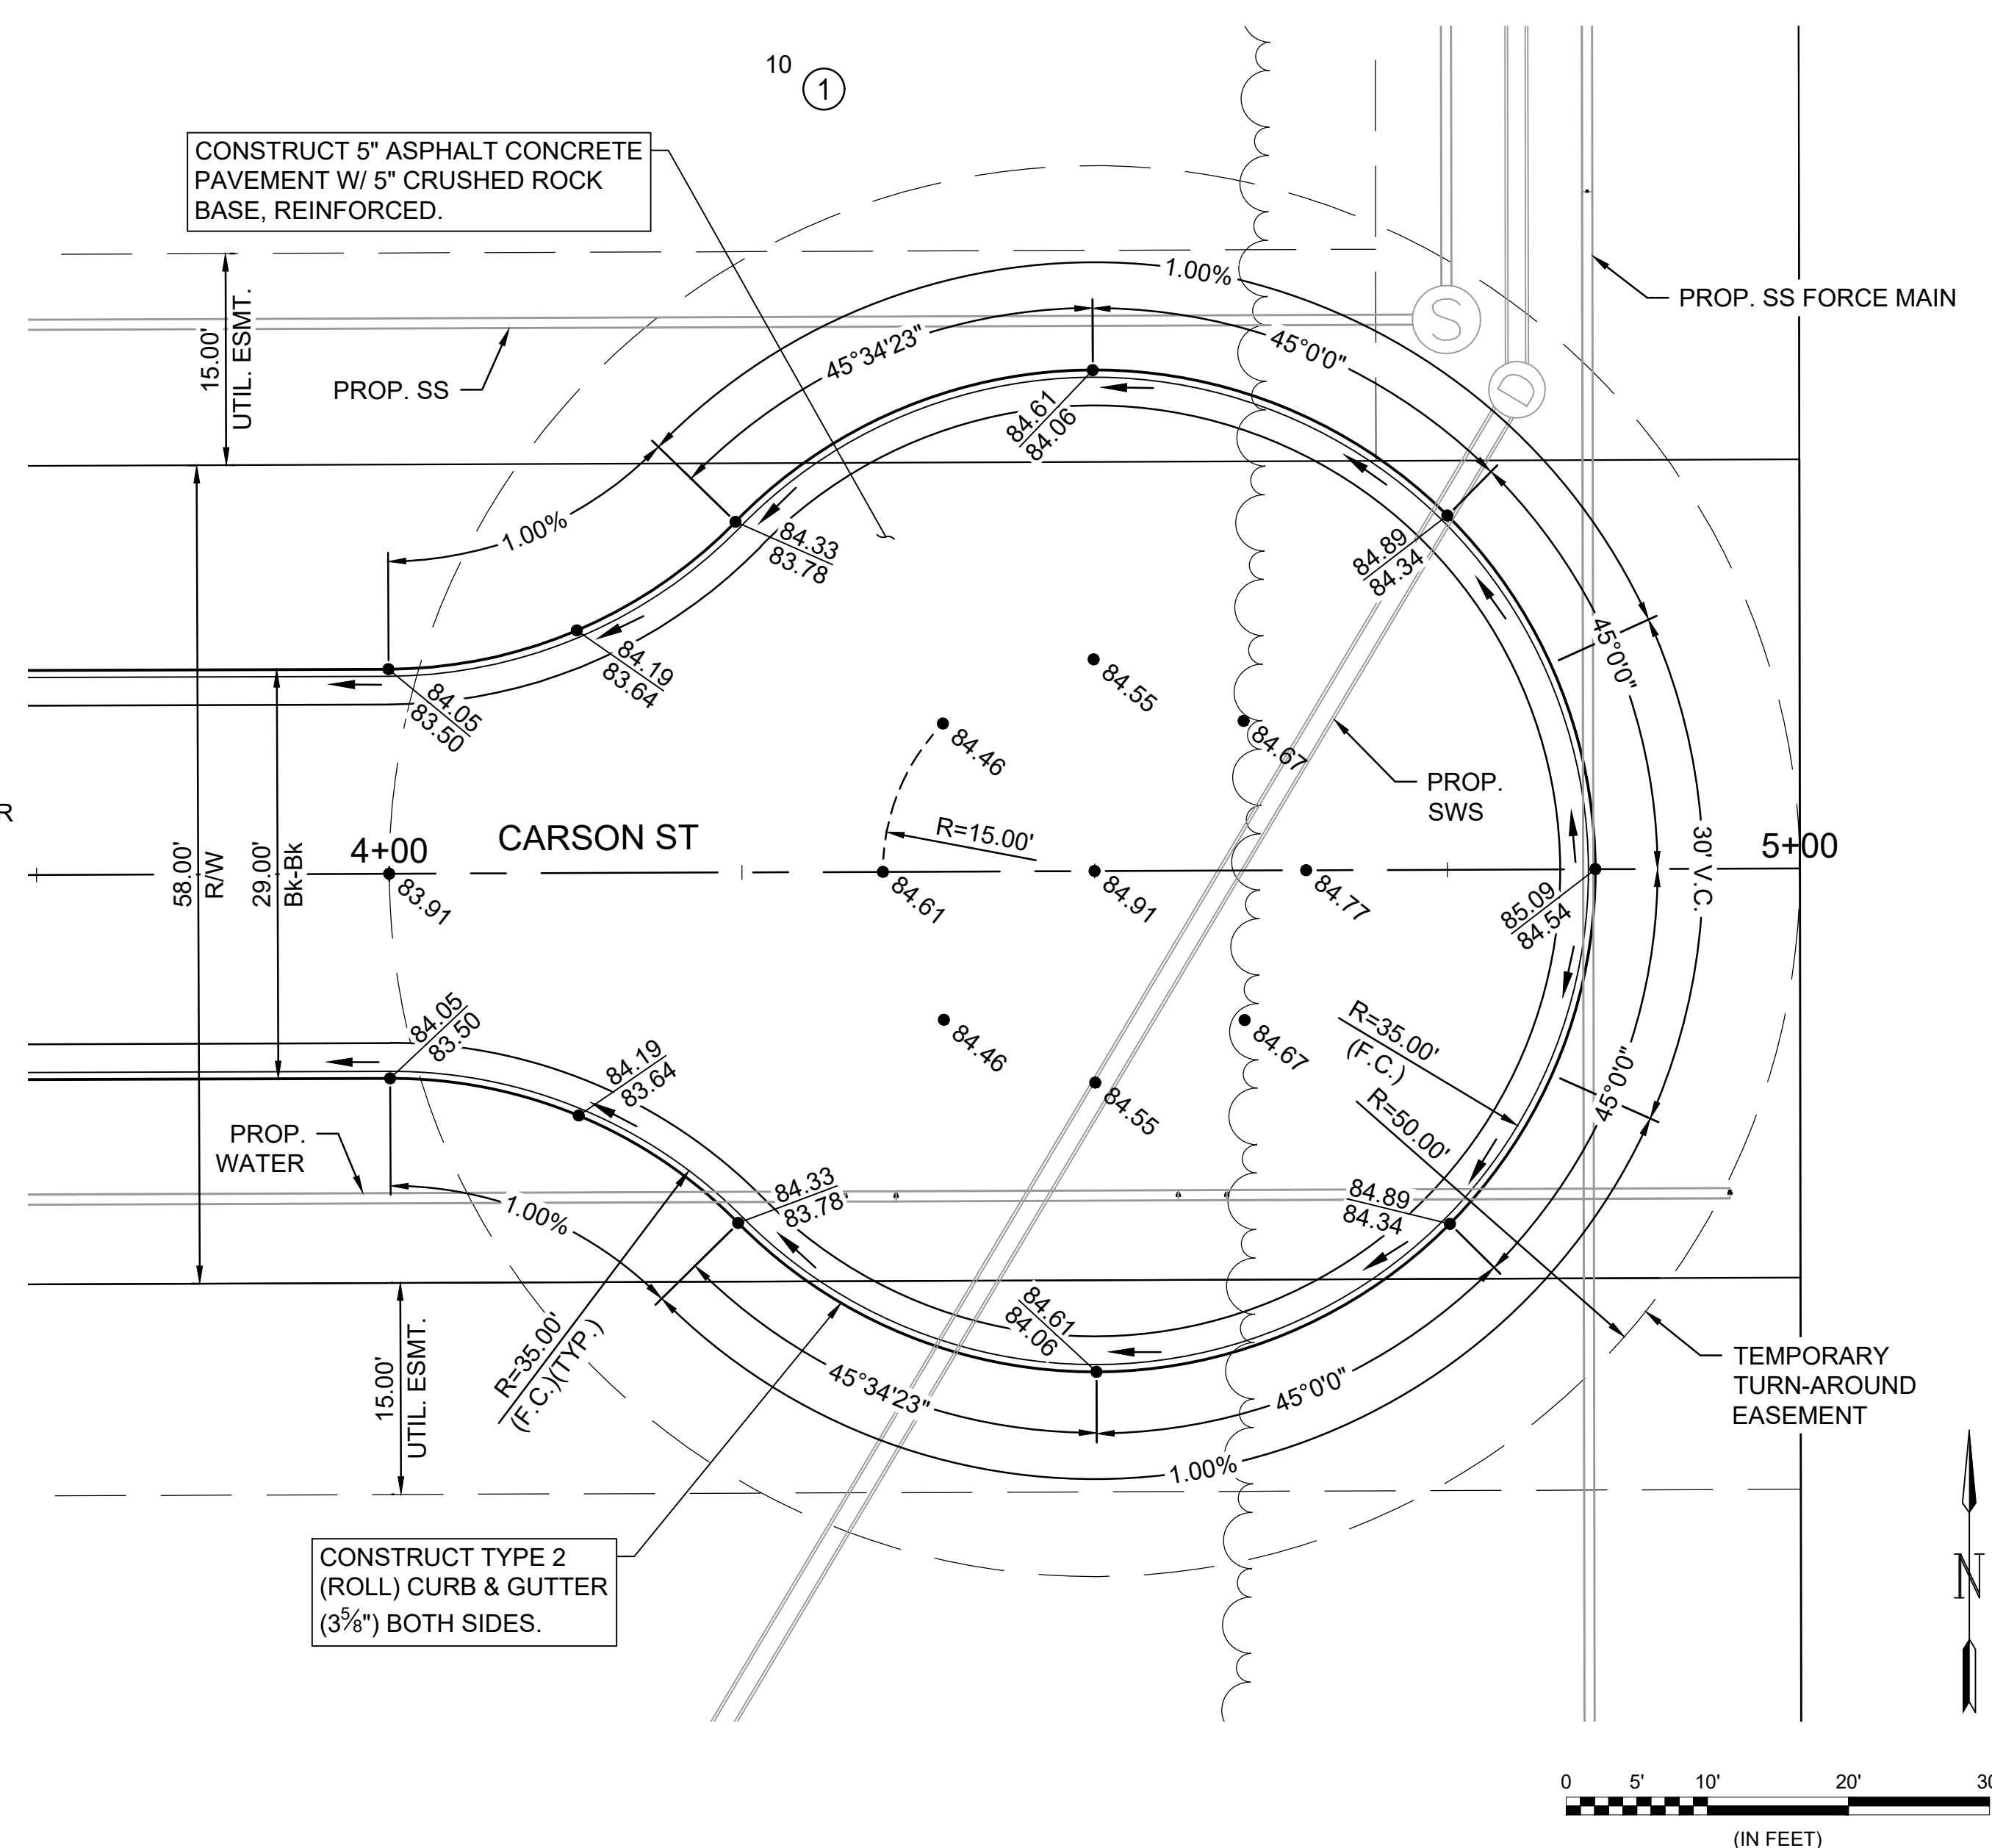 10
1
CONSTRUCT 5" ASPHALT CONCRETE
PAVEMENT W/ 5" CRUSHED ROCK
BASE, REINFORCED.
1.00%
S
PROP. SS FORCE MAIN
15.00'
UTIL. ESMT.
PROP. SS
45°34'23"
45°0'0"
D
84.61
84.06
1.00%
84.33
83.78
84.89
84.34
45°0'0"
84.19
83.64
84.05
83.50
84.55
84.46
84.67
PROP.
SWS
R
58.00'
R/W
29.00'
Bk-Bk
4+00
CARSON ST
R=15.00'
30' V.C.
5+00
83.91
84.61
84.91
84.77
85.09
84.54
84.05
83.50
84.19
83.64
84.46
84.67
84.55
R=35.00'
(F.C.)
R=50.00'
45°0'0"
PROP.
WATER
1.00%
84.33
83.78
84.89
84.34
84.61
84.06
R=35.00'
(F.C.)(TYP.)
15.00'
UTIL. ESMT.
45°34'23"
45°0'0"
1.00%
TEMPORARY
TURN-AROUND
EASEMENT
CONSTRUCT TYPE 2
(ROLL) CURB & GUTTER
(3⅝") BOTH SIDES.
N
0 5' 10' 20' 30
(IN FEET)